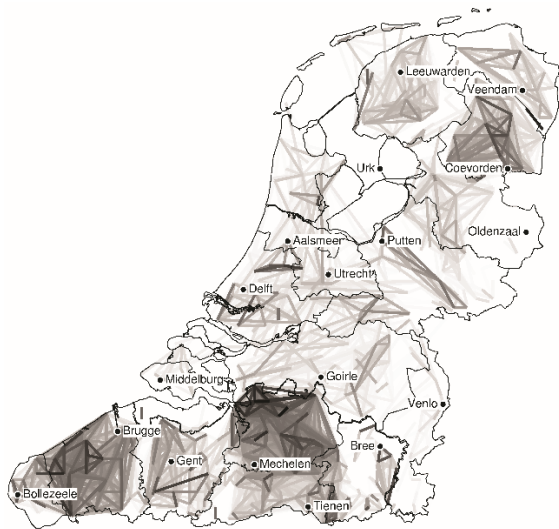 Leeuwarden
Veendam
Urk
Coevorden
Oldenzaal
Aalsmeer
Putten
Utrecht
Delft
Goirle
Middelburg
Venlo
Brugge
Bree
Gent
Mechelen
Bollezeele
Tienen